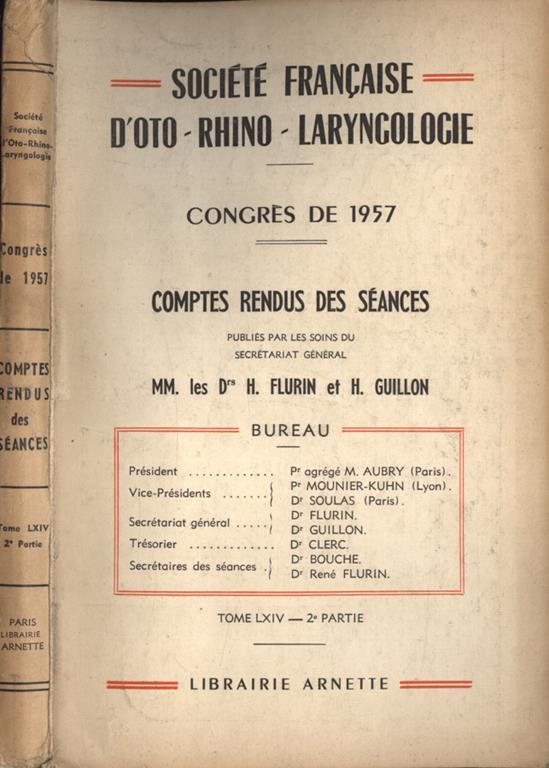 Société
Française
d'Oto-Rhino-
Laryngologie
Congrès
de 1957
COMPTES
RENDUS
des
SÉANCES
Tome LXIV
2e Partie
PARIS
LIBRAIRIE
ARNETTE
SOCIÉTÉ FRANÇAISE
D'OTO - RHINO - LARYNGOLOGIE
CONGRÈS DE 1957
COMPTES RENDUS DES SÉANCES
PUBLIÉS PAR LES SOINS DU
SECRÉTARIAT GÉNÉRAL
MM. les Drs H. FLURIN et H. GUILLON
BUREAU
Président ............ Pr agrégé M. AUBRY (Paris).
Vice-Présidents ....... { Pr MOUNIER-KUHN (Lyon).
Dr SOULAS (Paris).
Secrétariat général ..... { Dr FLURIN.
Dr GUILLON.
Trésorier ............ Dr CLERC.
Secrétaires des séances . { Dr BOUCHE.
Dr René FLURIN.
TOME LXIV — 2e PARTIE
LIBRAIRIE ARNETTE